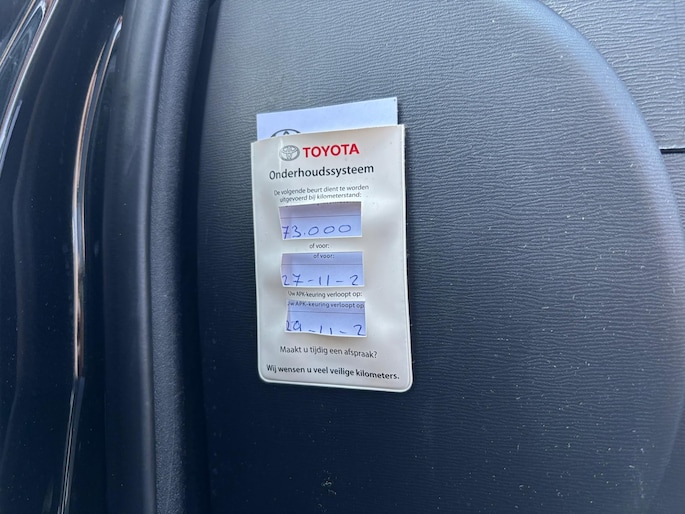 TOYOTA
Onderhoudssysteem
De volgende beurt dient te worden
uitgevoerd bij kilometerstand:
73.000
of voor:
of voor:
27-11-2
Uw APK-keuring verloopt op:
Uw APK-keuring verloopt op:
29-11-2
Maakt u tijdig een afspraak?
Wij wensen u veel veilige kilometers.